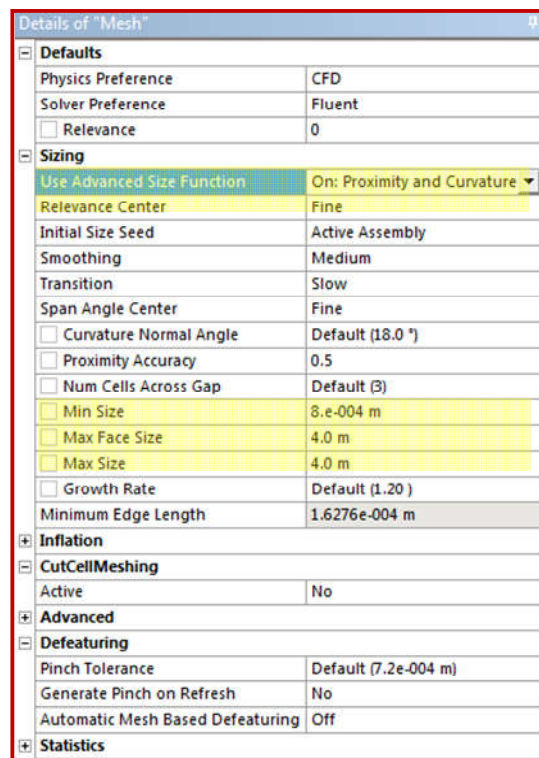 Details of "Mesh"
Defaults
Physics Preference CFD
Solver Preference Fluent
Relevance 0
Sizing
Use Advanced Size Function On: Proximity and Curvature
Relevance Center Fine
Initial Size Seed Active Assembly
Smoothing Medium
Transition Slow
Span Angle Center Fine
Curvature Normal Angle Default (18.0 °)
Proximity Accuracy 0.5
Num Cells Across Gap Default (3)
Min Size 8.e-004 m
Max Face Size 4.0 m
Max Size 4.0 m
Growth Rate Default (1.20 )
Minimum Edge Length 1.6276e-004 m
Inflation
CutCellMeshing
Active No
Advanced
Defeaturing
Pinch Tolerance Default (7.2e-004 m)
Generate Pinch on Refresh No
Automatic Mesh Based Defeaturing Off
Statistics